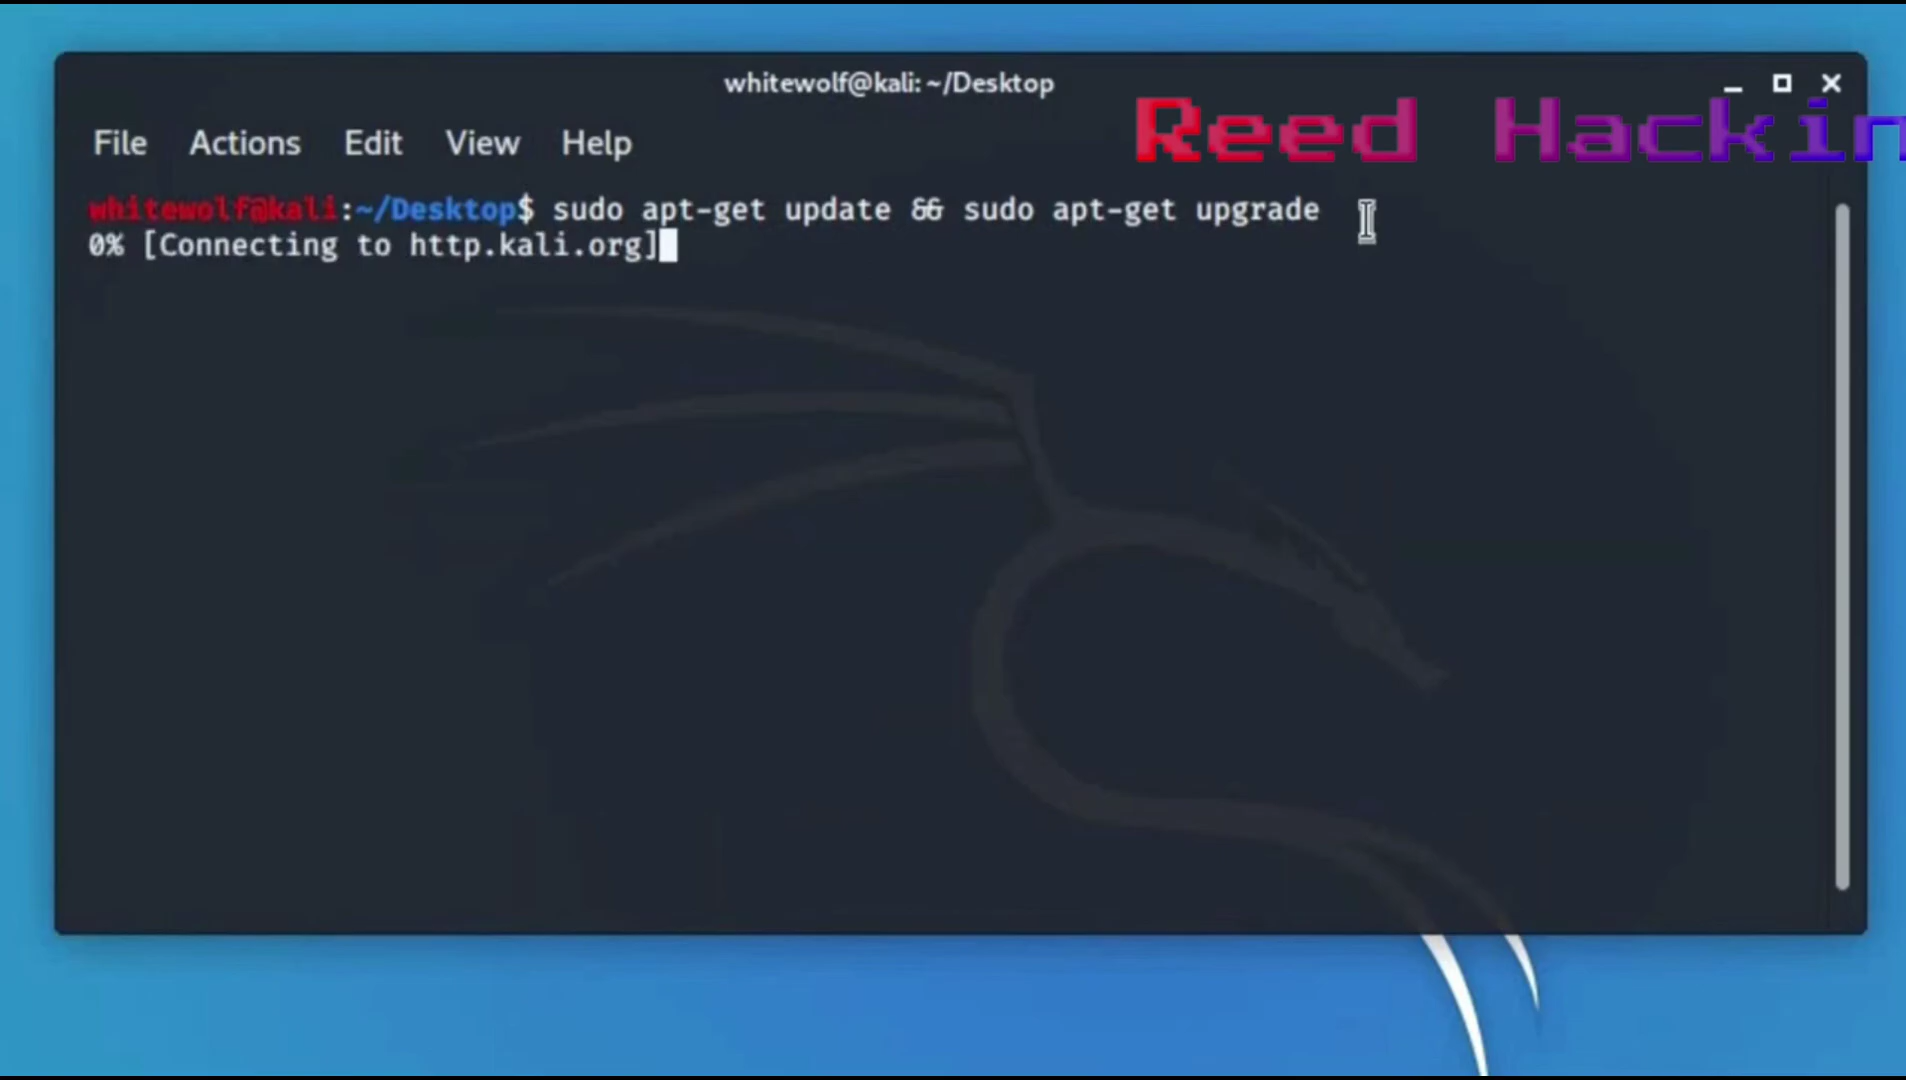 whitewolf@kali: ~/Desktop
Reed Hackin
File Actions Edit View Help
whitewolf@kali:~/Desktop$ sudo apt-get update && sudo apt-get upgrade
0% [Connecting to http.kali.org]